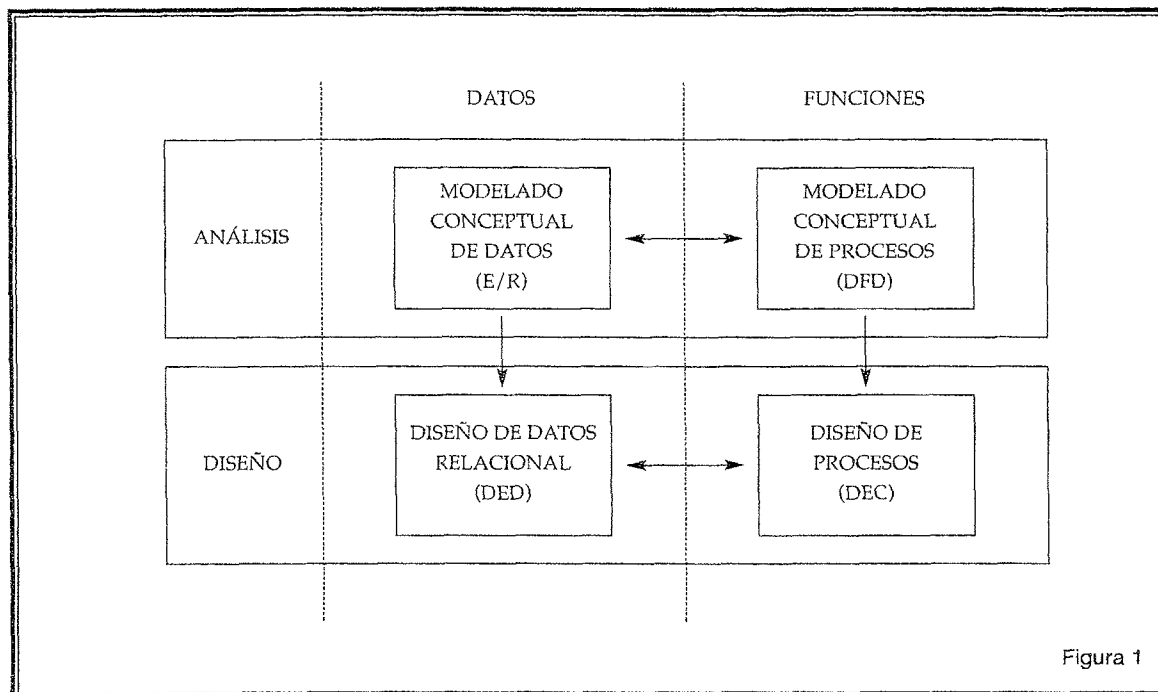 DATOS
FUNCIONES
ANÁLISIS
MODELADO
CONCEPTUAL
DE DATOS
(E/R)
MODELADO
CONCEPTUAL
DE PROCESOS
(DFD)
DISEÑO
DISEÑO DE DATOS
RELACIONAL
(DED)
DISEÑO DE
PROCESOS
(DEC)
Figura 1